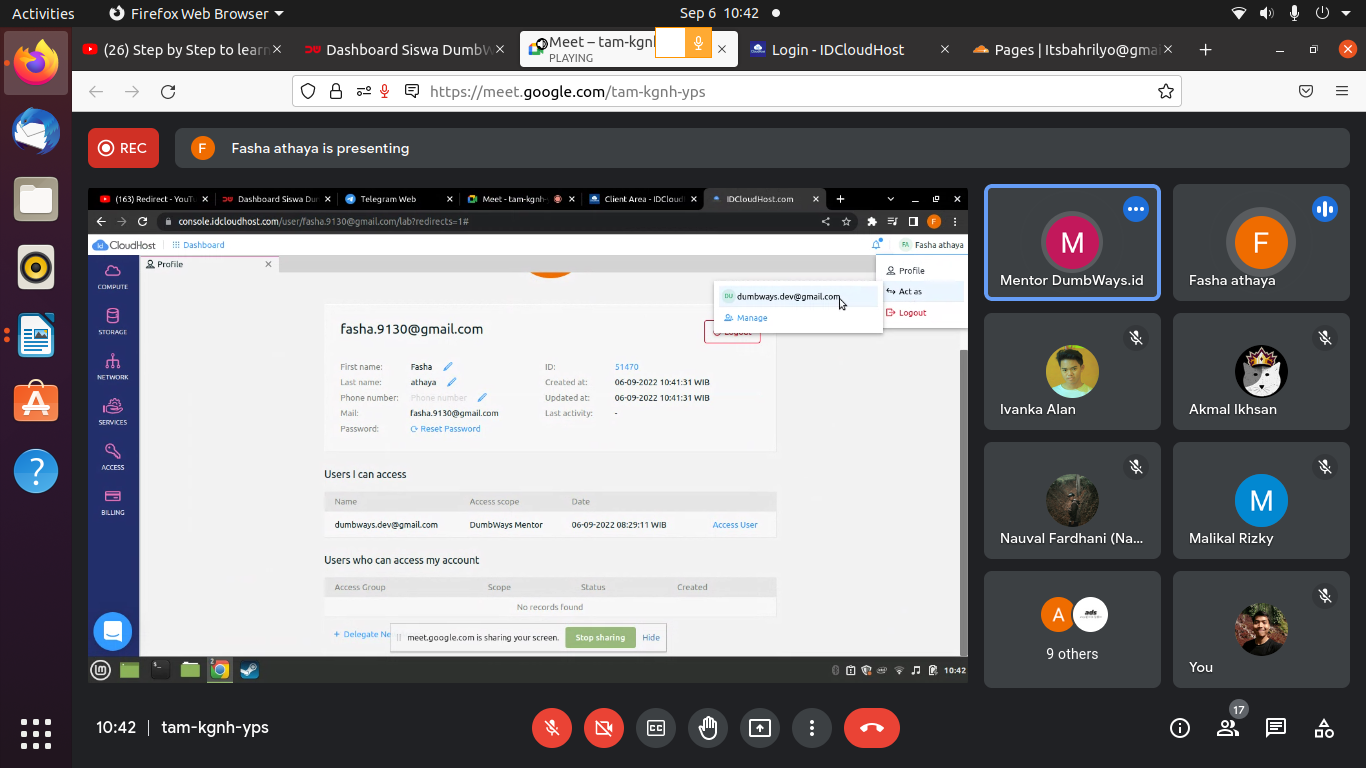 Activities
Firefox Web Browser
Sep 6 10:42
(26) Step by Step to learn
Dashboard Siswa DumbW
Meet – tam-kgnh
PLAYING
Login - IDCloudHost
Pages | Itsbahrilyo@gmai
https://meet.google.com/tam-kgnh-yps
REC
F
Fasha athaya is presenting
(163) Redirect - YouT
Dashboard Siswa Dur
Telegram Web
Meet - tam-kgnh-
Client Area - IDCloudH
IDCloudHost.com
console.idcloudhost.com/user/fasha.9130@gmail.com/lab?redirects=1#
F
id CloudHost
Dashboard
FA
Fasha athaya
COMPUTE
STORAGE
NETWORK
SERVICES
ACCESS
BILLING
Profile
Profile
Act as
Logout
DU
dumbways.dev@gmail.com
Manage
fasha.9130@gmail.com
Logout
First name:
Fasha
ID:
51470
Last name:
athaya
Created at:
06-09-2022 10:41:31 WIB
Phone number:
Phone number
Updated at:
06-09-2022 10:41:31 WIB
Mail:
fasha.9130@gmail.com
Last activity:
-
Password:
Reset Password
Users I can access
Name
Access scope
Date
dumbways.dev@gmail.com
DumbWays Mentor
06-09-2022 08:29:11 WIB
Access User
Users who can access my account
Access Group
Scope
Status
Created
No records found
+ Delegate Ne
meet.google.com is sharing your screen.
Stop sharing
Hide
2
10:42
M
Mentor DumbWays.id
F
Fasha athaya
Ivanka Alan
Akmal Ikhsan
Nauval Fardhani (Na...
M
Malikal Rizky
A
ads
9 others
You
10:42 | tam-kgnh-yps
CC
17